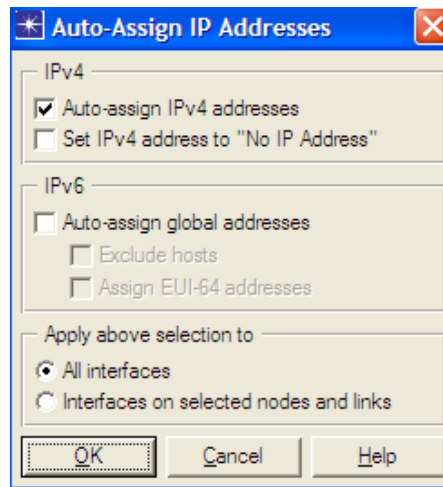 Auto-Assign IP Addresses
IPv4
Auto-assign IPv4 addresses
Set IPv4 address to "No IP Address"
IPv6
Auto-assign global addresses
Exclude hosts
Assign EUI-64 addresses
Apply above selection to
All interfaces
Interfaces on selected nodes and links
OK Cancel Help